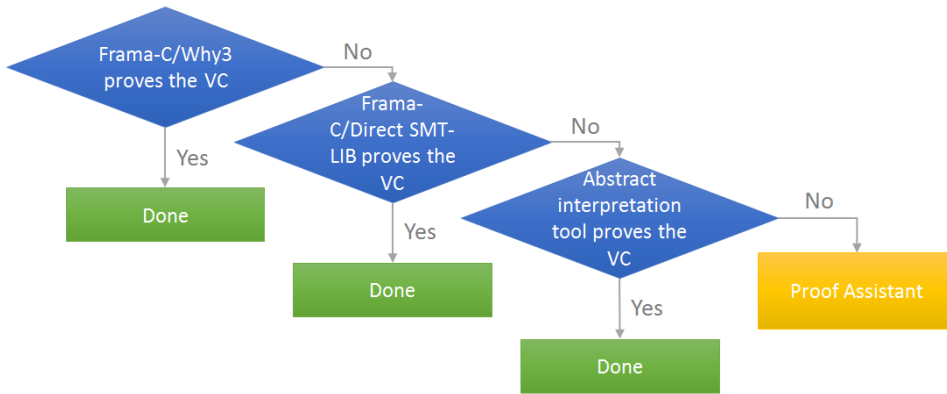 Frama-C/Why3
proves the VC
No
Frama-
C/Direct SMT-
LIB proves the
VC
No
Yes
Abstract
interpretation
tool proves the
VC
No
Done
Yes
Done
Proof Assistant
Yes
Done